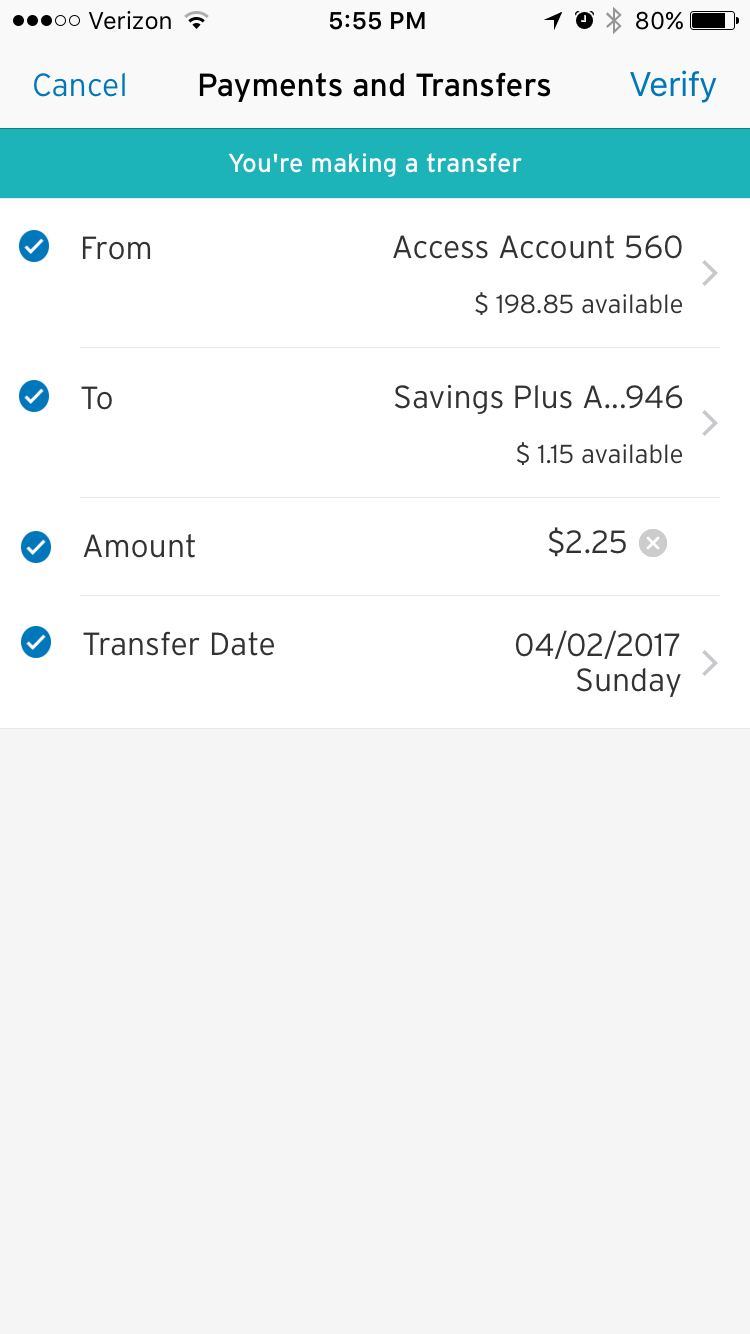 Verizon 5:55 PM 80%
Cancel Payments and Transfers Verify
You're making a transfer
From Access Account 560
$ 198.85 available
To Savings Plus A...946
$ 1.15 available
Amount $2.25
Transfer Date 04/02/2017
Sunday